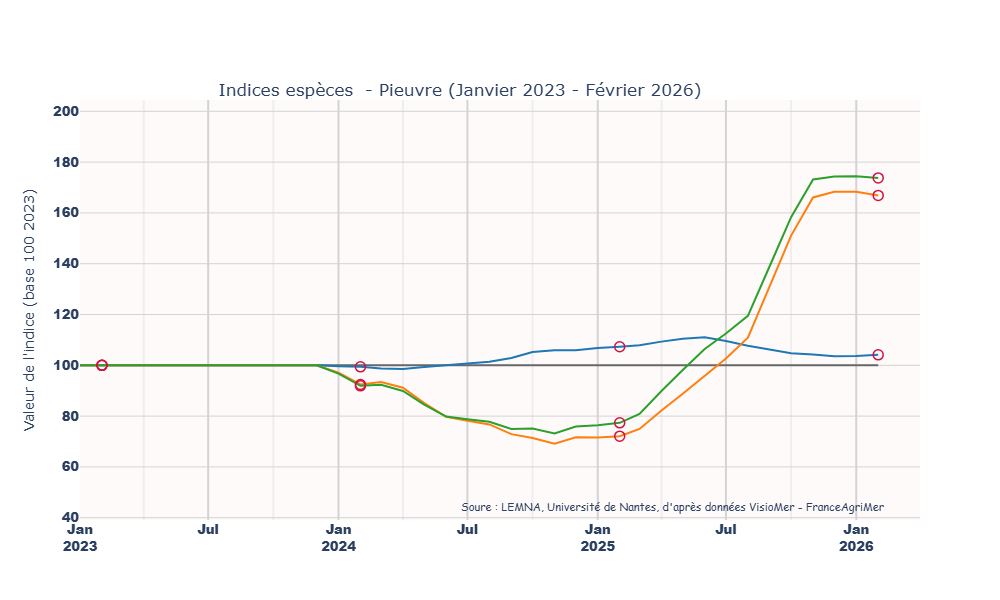 Indices espèces  - Pieuvre (Janvier 2023 - Février 2026)
Valeur de l'indice (base 100 2023)
200
180
160
140
120
100
80
60
40
Soure : LEMNA, Université de Nantes, d'après données VisioMer - FranceAgriMer
Jan Jul Jan Jul Jan Jul Jan
2023 2024 2025 2026